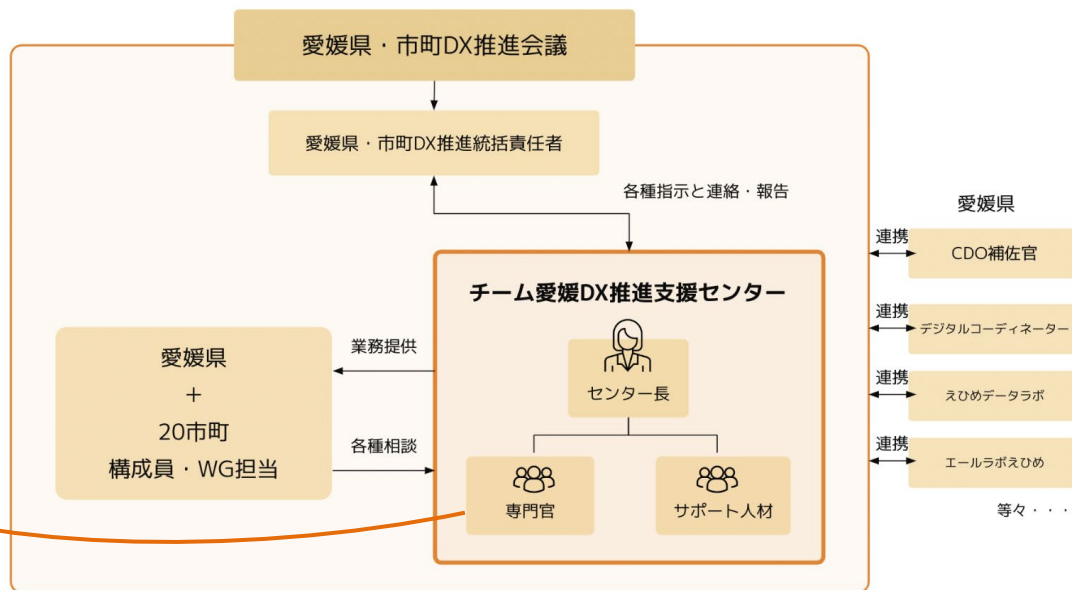 愛媛県・市町DX推進会議
愛媛県・市町DX推進統括責任者
各種指示と連絡・報告
チーム愛媛DX推進支援センター
センター長
専門官
サポート人材
業務提供
各種相談
愛媛県
+
20市町
構成員・WG担当
愛媛県
連携
CDO補佐官
連携
デジタルコーディネーター
連携
えひめデータラボ
連携
エールラボえひめ
等々・・・